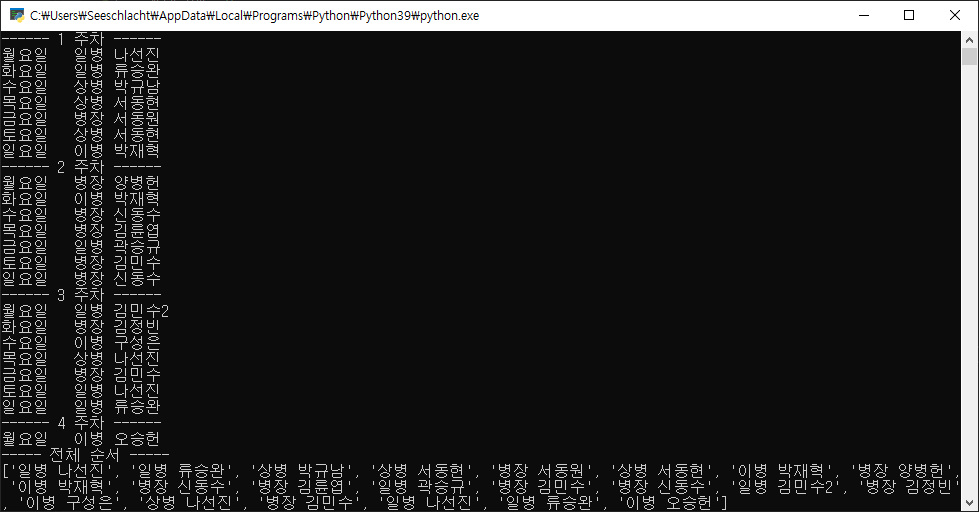 C:₩Users₩Seeschlacht₩AppData₩Local₩Programs₩Python₩Python39₩python.exe
------ 1 주차 ------
월요일 일병 나선진
화요일 일병 류승완
수요일 상병 박규남
목요일 상병 서동현
금요일 병장 서동원
토요일 상병 서동현
일요일 이병 박재혁
------ 2 주차 ------
월요일 병장 양병헌
화요일 이병 박재혁
수요일 병장 신동수
목요일 병장 김륜엽
금요일 일병 곽승규
토요일 병장 김민수
일요일 병장 신동수
------ 3 주차 ------
월요일 일병 김민수2
화요일 병장 김정빈
수요일 이병 구성은
목요일 상병 나선진
금요일 병장 김민수
토요일 일병 나선진
일요일 일병 류승완
------ 4 주차 ------
월요일 이병 오승헌
----- 전체 순서 -----
['일병 나선진', '일병 류승완', '상병 박규남', '상병 서동현', '병장 서동원', '상병 서동현', '이병 박재혁', '병장 양병헌',
'이병 박재혁', '병장 신동수', '병장 김륜엽', '일병 곽승규', '병장 김민수', '병장 신동수', '일병 김민수2', '병장 김정빈'
, '이병 구성은', '상병 나선진', '병장 김민수', '일병 나선진', '일병 류승완', '이병 오승헌']